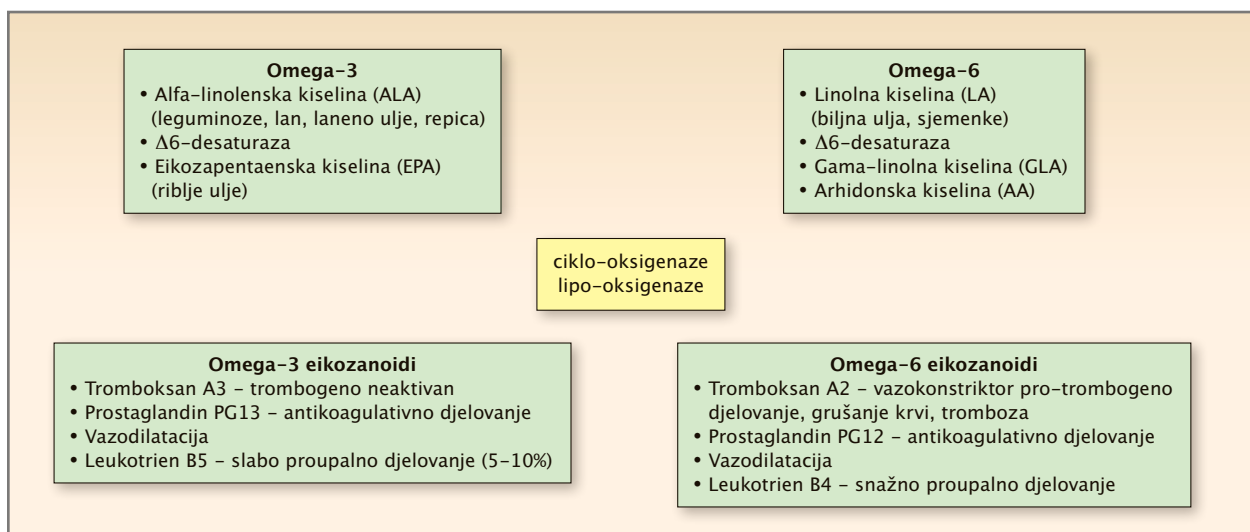 Omega-3
• Alfa-linolenska kiselina (ALA)
(leguminoze, lan, laneno ulje, repica)
• Δ6-desaturaza
• Eikozapentaenska kiselina (EPA)
(riblje ulje)
Omega-6
• Linolna kiselina (LA)
(biljna ulja, sjemenke)
• Δ6-desaturaza
• Gama-linolna kiselina (GLA)
• Arhidonska kiselina (AA)
ciklo-oksigenaze
lipo-oksigenaze
Omega-3 eikozanoidi
• Tromboksan A3 - trombogeno neaktivan
• Prostaglandin PG13 - antikoagulativno djelovanje
• Vazodilatacija
• Leukotrien B5 - slabo proupalno djelovanje (5-10%)
Omega-6 eikozanoidi
• Tromboksan A2 - vazokonstriktor pro-trombogeno
djelovanje, grušanje krvi, tromboza
• Prostaglandin PG12 - antikoagulativno djelovanje
• Vazodilatacija
• Leukotrien B4 - snažno proupalno djelovanje